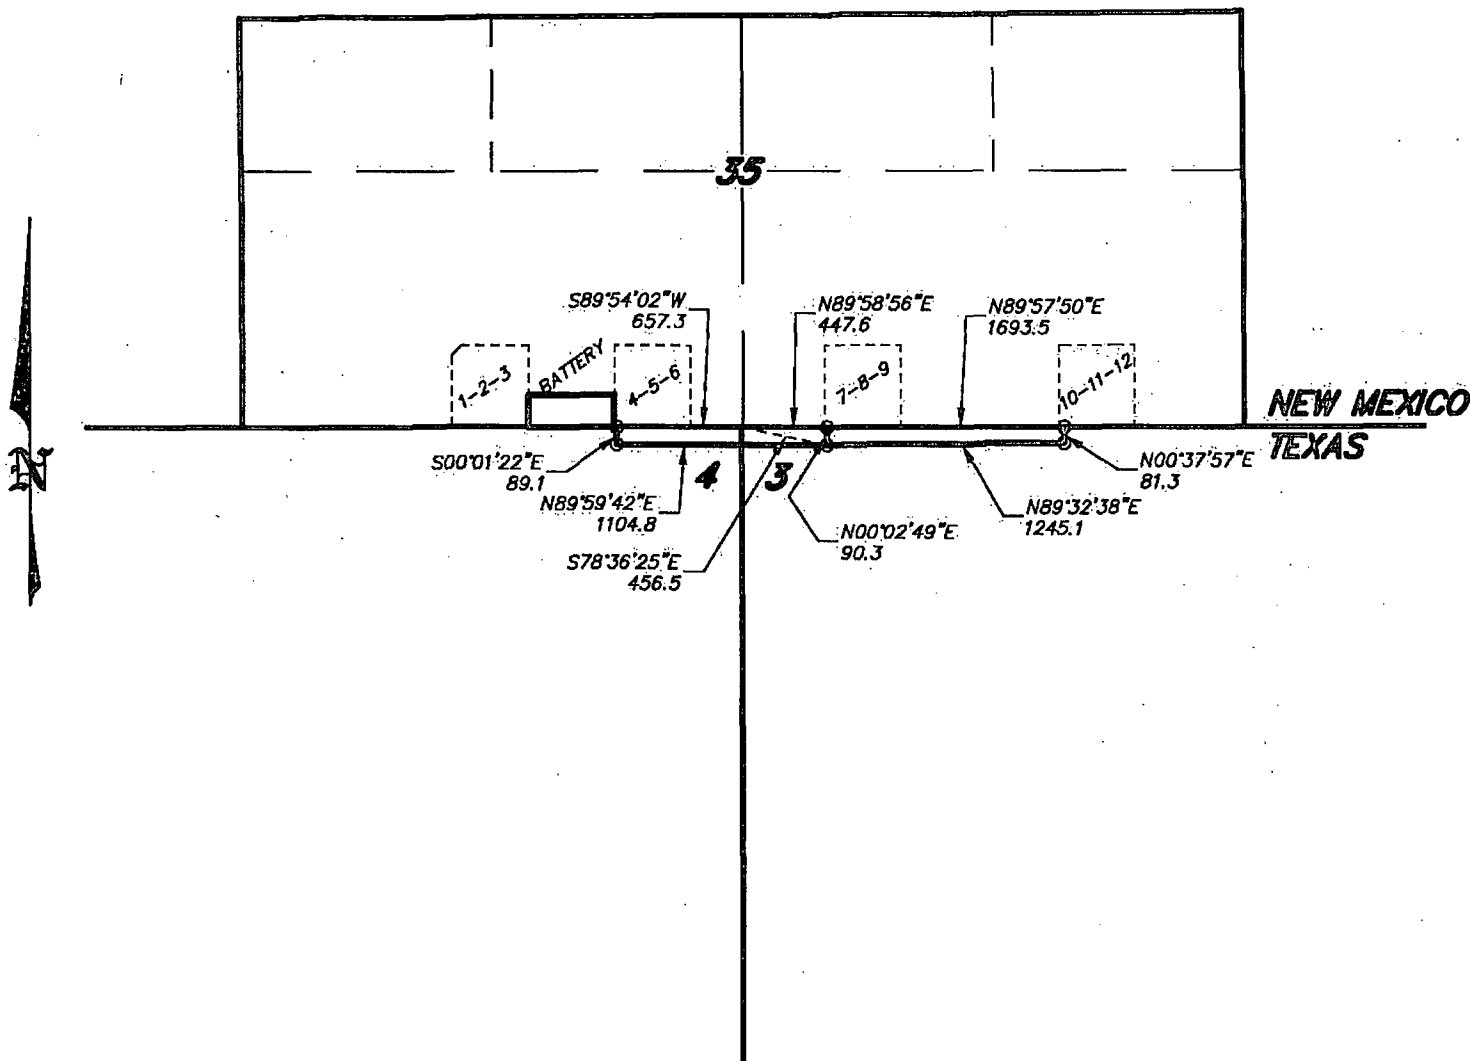 35
S89°54'02"W
657.3
N89°58'56"E
447.6
N89°57'50"E
1693.5
1-2-3
BATTERY
4-5-6
7-8-9
10-11-12
NEW MEXICO
TEXAS
S00°01'22"E
89.1
4
3
N00°37'57"E
81.3
N89°59'42"E
1104.8
N89°32'38"E
1245.1
N00°02'49"E
90.3
S78°36'25"E
456.5
N